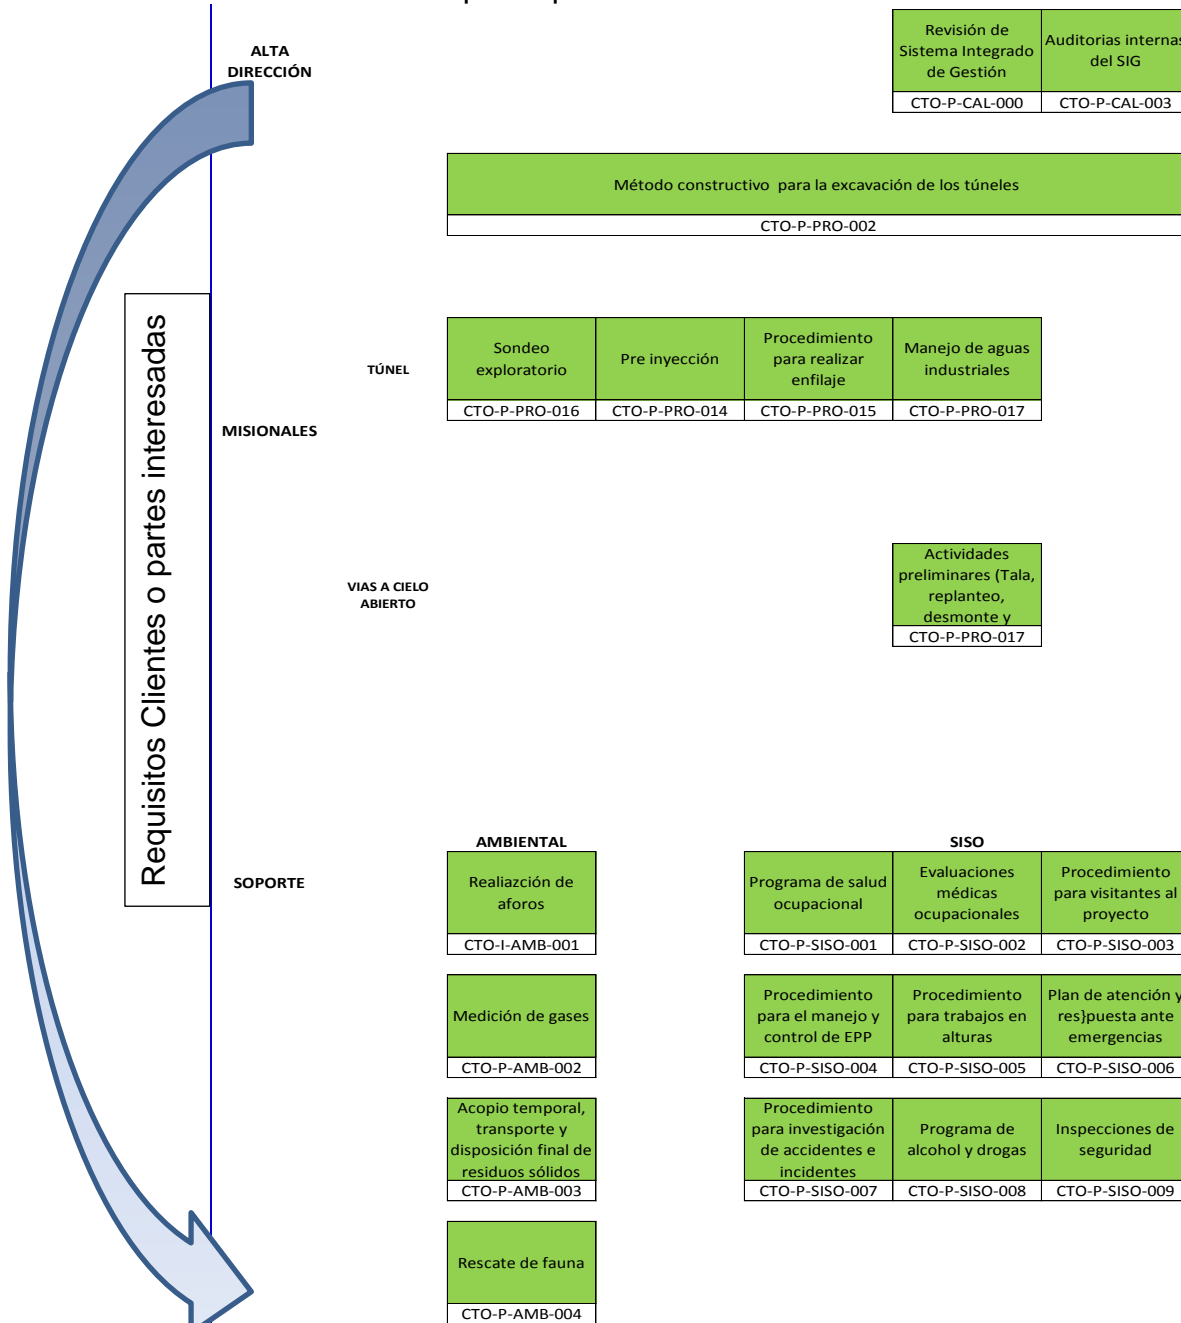 ALTA
DIRECCIÓN
Revisión de
Sistema Integrado
de Gestión
CTO-P-CAL-000
Auditorias internas
del SIG
CTO-P-CAL-003
Método constructivo para la excavación de los túneles
CTO-P-PRO-002
Requisitos Clientes o partes interesadas
MISIONALES
TÚNEL
Sondeo
exploratorio
CTO-P-PRO-016
Pre inyección
CTO-P-PRO-014
Procedimiento
para realizar
enfilaje
CTO-P-PRO-015
Manejo de aguas
industriales
CTO-P-PRO-017
VIAS A CIELO
ABIERTO
Actividades
preliminares (Tala,
replanteo,
desmonte y
CTO-P-PRO-017
SOPORTE
AMBIENTAL
Realiazción de
aforos
CTO-I-AMB-001
Medición de gases
CTO-P-AMB-002
Acopio temporal,
transporte y
disposición final de
residuos sólidos
CTO-P-AMB-003
Rescate de fauna
CTO-P-AMB-004
SISO
Programa de salud
ocupacional
CTO-P-SISO-001
Evaluaciones
médicas
ocupacionales
CTO-P-SISO-002
Procedimiento
para visitantes al
proyecto
CTO-P-SISO-003
Procedimiento
para el manejo y
control de EPP
CTO-P-SISO-004
Procedimiento
para trabajos en
alturas
CTO-P-SISO-005
Plan de atención y
res}puesta ante
emergencias
CTO-P-SISO-006
Procedimiento
para investigación
de accidentes e
incidentes
CTO-P-SISO-007
Programa de
alcohol y drogas
CTO-P-SISO-008
Inspecciones de
seguridad
CTO-P-SISO-009